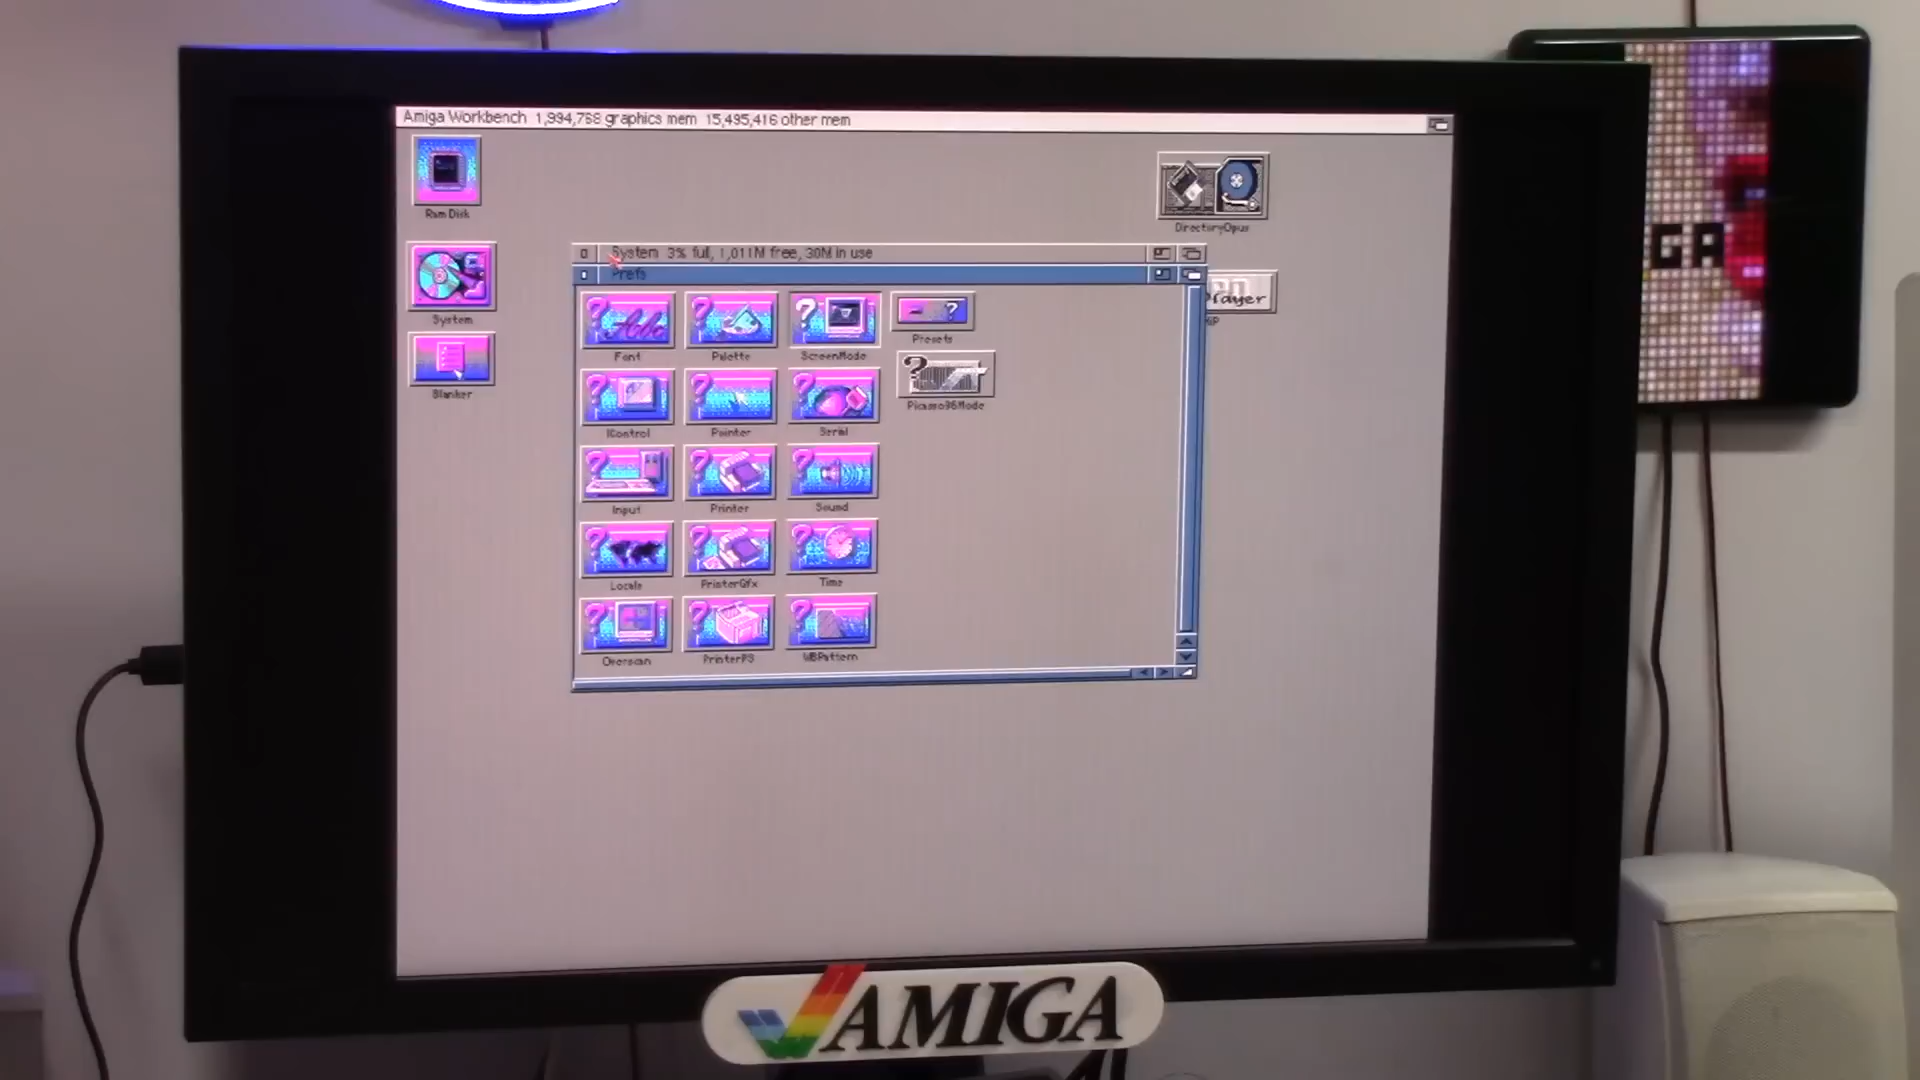 Amiga Workbench 1,994,768 graphics mem 15,495,416 other mem
Ram Disk
DirectoryOpus
System 3% full, 1,011M free, 30M in use
Prefs
System
Player
GA
Font
Palette
ScreenMode
Presets
Blanker
IControl
Pointer
Serial
Picasso96Mode
Input
Printer
Sound
Locale
PrinterGfx
Time
Overscan
PrinterPS
WBPattern
AMIGA